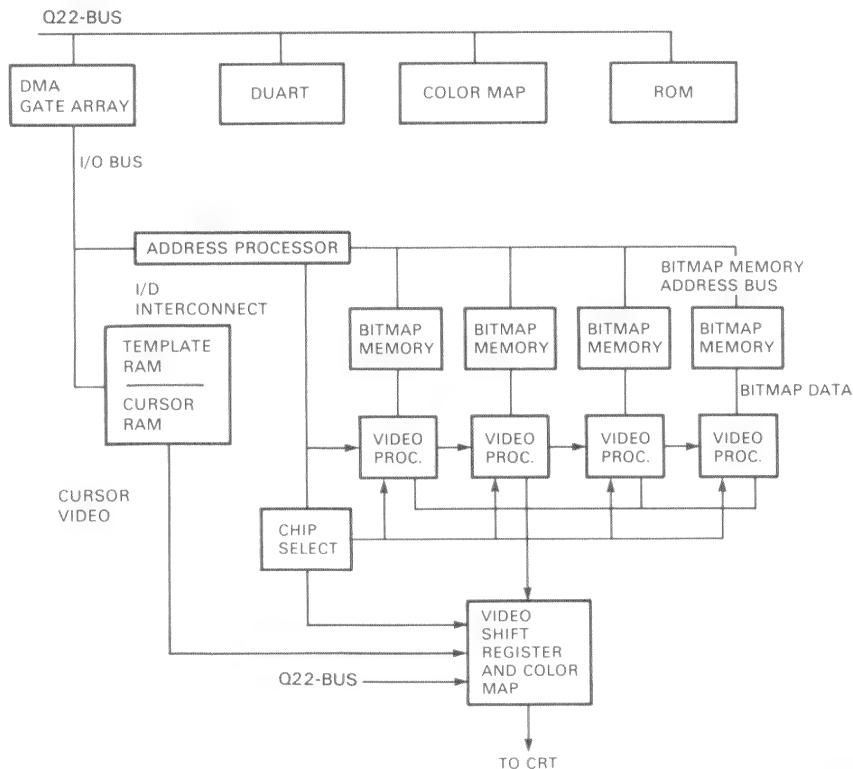 Q22-BUS
DMA
GATE ARRAY
DUART
COLOR MAP
ROM
I/O BUS
ADDRESS PROCESSOR
BITMAP MEMORY
ADDRESS BUS
I/D
INTERCONNECT
TEMPLATE
RAM
CURSOR
RAM
BITMAP
MEMORY
BITMAP
MEMORY
BITMAP
MEMORY
BITMAP
MEMORY
BITMAP DATA
VIDEO
PROC.
VIDEO
PROC.
VIDEO
PROC.
VIDEO
PROC.
CURSOR
VIDEO
CHIP
SELECT
VIDEO
SHIFT
REGISTER
AND COLOR
MAP
Q22-BUS
TO CRT